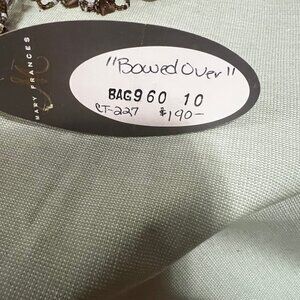 MARY FRANCES
"Bowed Over"
BAG960 10
CT-227 $190-